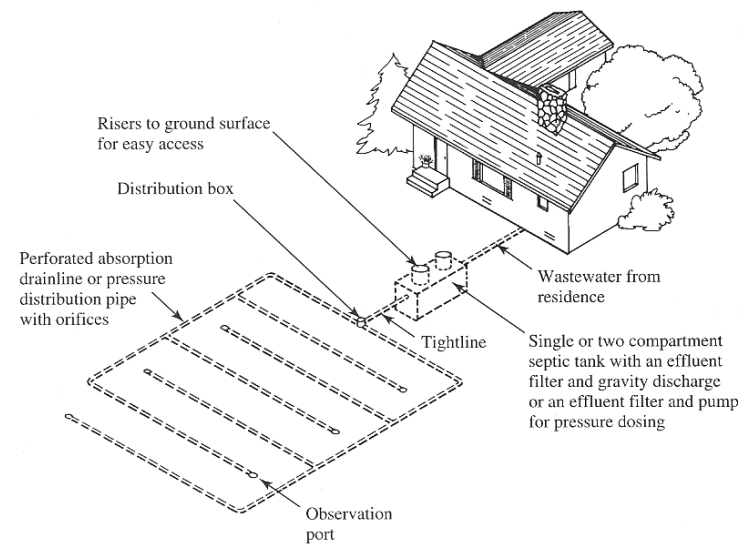 Risers to ground surface
for easy access
Distribution box
Perforated absorption
drainline or pressure
distribution pipe
with orifices
Wastewater from
residence
Tightline
Single or two compartment
septic tank with an effluent
filter and gravity discharge
or an effluent filter and pump
for pressure dosing
Observation
port